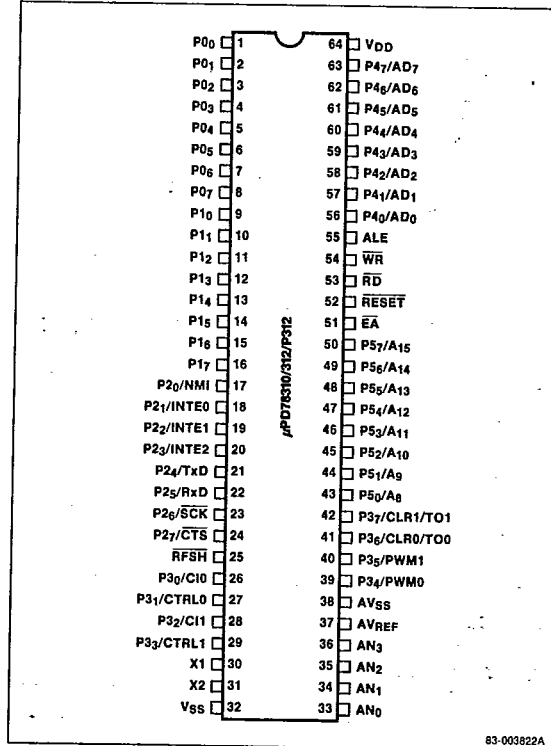 P0₀ 1 64 VDD
P0₁ 2 63 P4₇/AD₇
P0₂ 3 62 P4₆/AD₆
P0₃ 4 61 P4₅/AD₅
P0₄ 5 60 P4₄/AD₄
P0₅ 6 59 P4₃/AD₃
P0₆ 7 58 P4₂/AD₂
P0₇ 8 57 P4₁/AD₁
P1₀ 9 56 P4₀/AD₀
P1₁ 10 55 ALE
P1₂ 11 54 W̅R̅
P1₃ 12 53 R̅D̅
P1₄ 13 52 R̅E̅S̅E̅T̅
P1₅ 14 51 E̅A̅
P1₆ 15 50 P5₇/A₁₅
P1₇ 16 49 P5₆/A₁₄
P2₀/NMI 17 48 P5₅/A₁₃
P2₁/INTE0 18 47 P5₄/A₁₂
P2₂/INTE1 19 46 P5₃/A₁₁
P2₃/INTE2 20 45 P5₂/A₁₀
P2₄/TxD 21 44 P5₁/A₉
P2₅/RxD 22 43 P5₀/A₈
P2₆/S̅C̅K̅ 23 42 P3₇/CLR1/TO1
P2₇/C̅T̅S̅ 24 41 P3₆/CLR0/TO0
R̅F̅S̅H̅ 25 40 P3₅/PWM1
P3₀/CI0 26 39 P3₄/PWM0
P3₁/CTRL0 27 38 AVSS
P3₂/CI1 28 37 AVREF
P3₃/CTRL1 29 36 AN₃
X1 30 35 AN₂
X2 31 34 AN₁
VSS 32 33 AN₀
µPD78310/312/P312
83-003822A